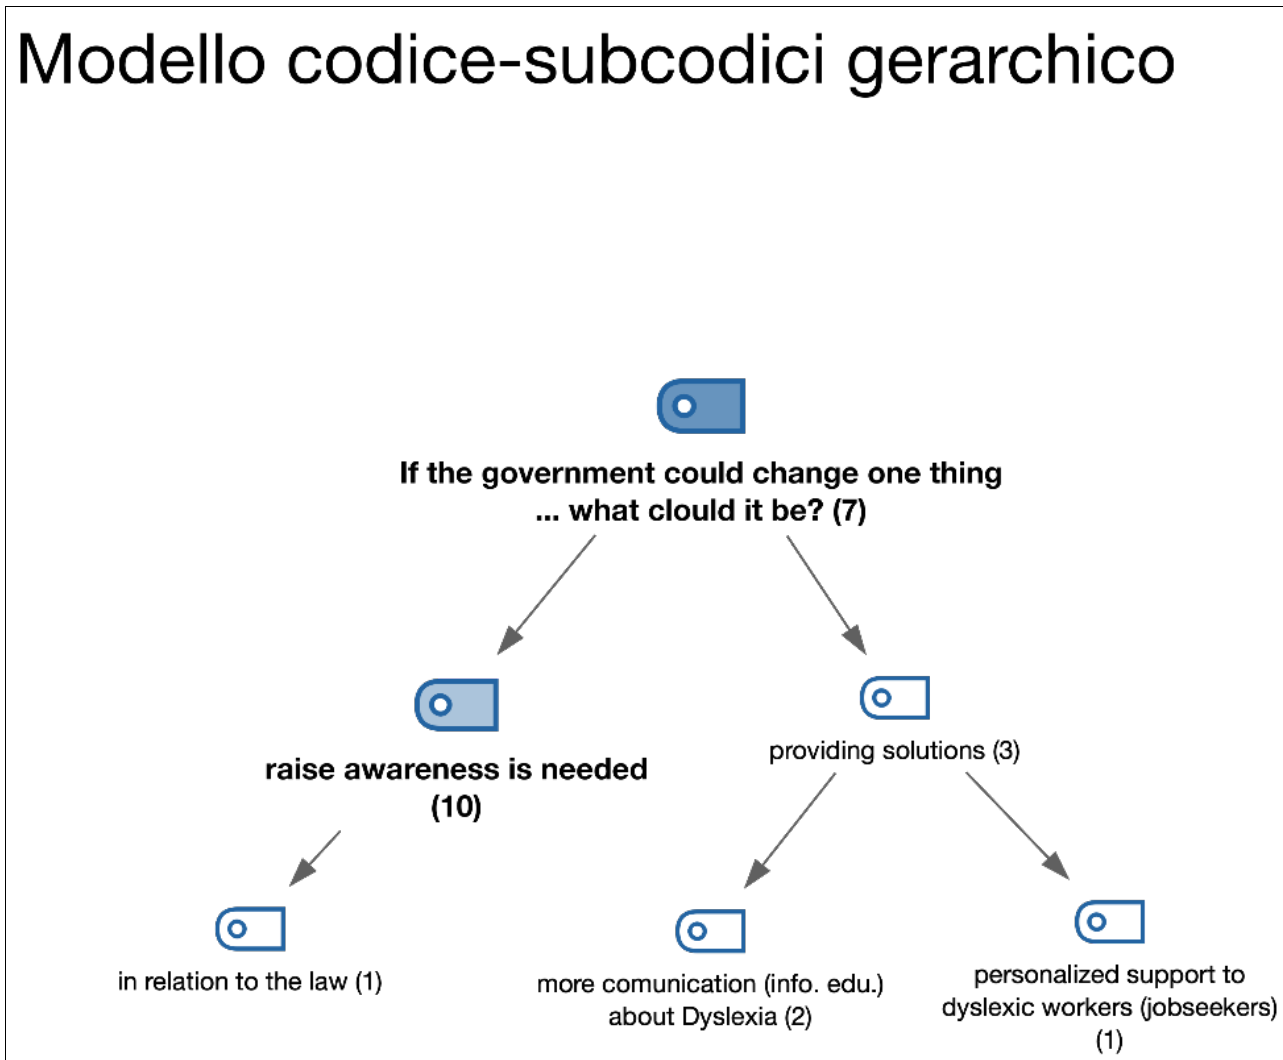 Modello codice-subcodici gerarchico
If the government could change one thing
... what clould it be? (7)
raise awareness is needed
(10)
providing solutions (3)
in relation to the law (1)
more comunication (info. edu.)
about Dyslexia (2)
personalized support to
dyslexic workers (jobseekers)
(1)